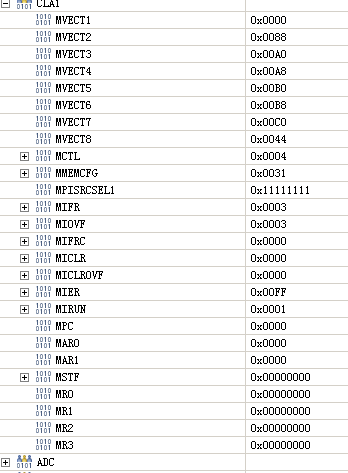 CLA1
MVECT1 0x0000
MVECT2 0x0088
MVECT3 0x00A0
MVECT4 0x00A8
MVECT5 0x00B0
MVECT6 0x00B8
MVECT7 0x00C0
MVECT8 0x0044
MCTL 0x0004
MMEMCFG 0x0031
MPISRCSEL1 0x11111111
MIFR 0x0003
MIOVF 0x0003
MIFRC 0x0000
MICLR 0x0000
MICLROVF 0x0000
MIER 0x00FF
MIRUN 0x0001
MPC 0x0000
MAR0 0x0000
MAR1 0x0000
MSTF 0x00000000
MR0 0x00000000
MR1 0x00000000
MR2 0x00000000
MR3 0x00000000
ADC